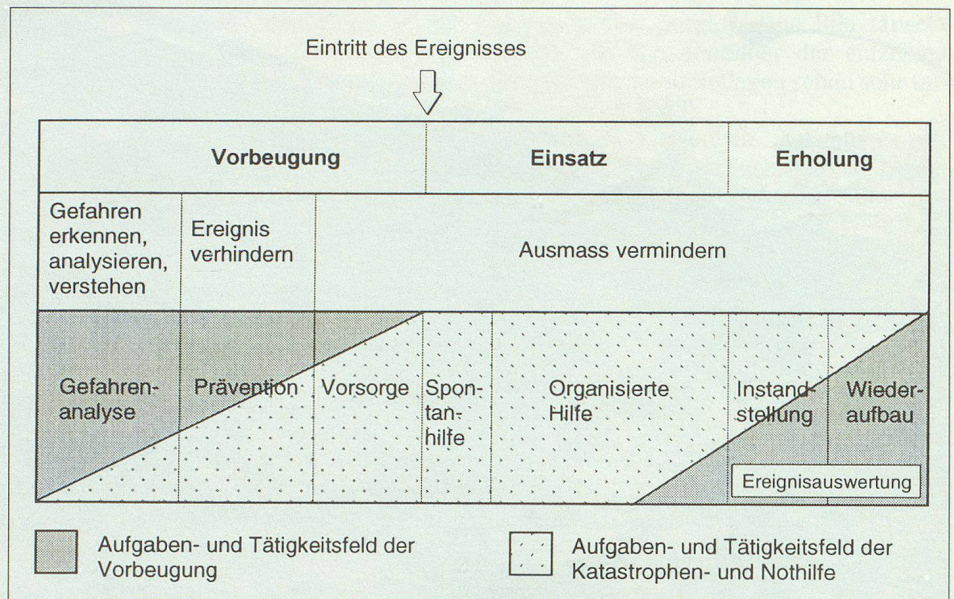 Eintritt des Ereignisses
Vorbeugung
Einsatz
Erholung
Gefahren
erkennen,
analysieren,
verstehen
Ereignis
verhindern
Ausmass vermindern
Gefahren-
analyse
Prävention
Vorsorge
Spon-
tan-
hilfe
Organisierte
Hilfe
Instand-
stellung
Wieder-
aufbau
Ereignisauswertung
Aufgaben- und Tätigkeitsfeld der
Vorbeugung
Aufgaben- und Tätigkeitsfeld der
Katastrophen- und Nothilfe